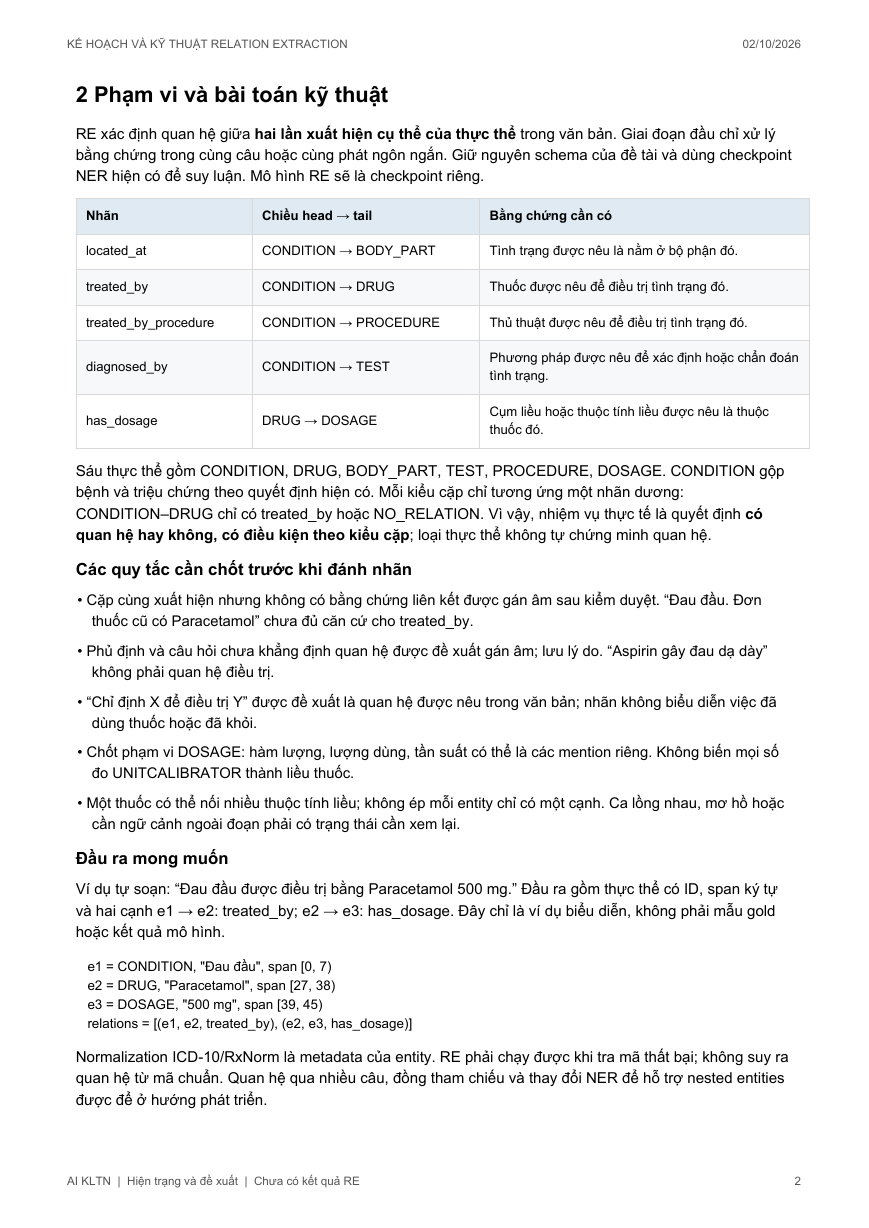 KẾ HOẠCH VÀ KỸ THUẬT RELATION EXTRACTION
02/10/2026
2 Phạm vi và bài toán kỹ thuật
RE xác định quan hệ giữa hai lần xuất hiện cụ thể của thực thể trong văn bản. Giai đoạn đầu chỉ xử lý
bằng chứng trong cùng câu hoặc cùng phát ngôn ngắn. Giữ nguyên schema của đề tài và dùng checkpoint
NER hiện có để suy luận. Mô hình RE sẽ là checkpoint riêng.
Nhãn
Chiều head → tail
Bằng chứng cần có
located_at
CONDITION → BODY_PART
Tình trạng được nêu là nằm ở bộ phận đó.
treated_by
CONDITION → DRUG
Thuốc được nêu để điều trị tình trạng đó.
treated_by_procedure
CONDITION → PROCEDURE
Thủ thuật được nêu để điều trị tình trạng đó.
diagnosed_by
CONDITION → TEST
Phương pháp được nêu để xác định hoặc chẩn đoán
tình trạng.
has_dosage
DRUG → DOSAGE
Cụm liều hoặc thuộc tính liều được nêu là thuộc
thuốc đó.
Sáu thực thể gồm CONDITION, DRUG, BODY_PART, TEST, PROCEDURE, DOSAGE. CONDITION gộp
bệnh và triệu chứng theo quyết định hiện có. Mỗi kiểu cặp chỉ tương ứng một nhãn dương:
CONDITION–DRUG chỉ có treated_by hoặc NO_RELATION. Vì vậy, nhiệm vụ thực tế là quyết định có
quan hệ hay không, có điều kiện theo kiểu cặp; loại thực thể không tự chứng minh quan hệ.
Các quy tắc cần chốt trước khi đánh nhãn
• Cặp cùng xuất hiện nhưng không có bằng chứng liên kết được gán âm sau kiểm duyệt. “Đau đầu. Đơn
thuốc cũ có Paracetamol” chưa đủ căn cứ cho treated_by.
• Phủ định và câu hỏi chưa khẳng định quan hệ được đề xuất gán âm; lưu lý do. “Aspirin gây đau dạ dày”
không phải quan hệ điều trị.
• “Chỉ định X để điều trị Y” được đề xuất là quan hệ được nêu trong văn bản; nhãn không biểu diễn việc đã
dùng thuốc hoặc đã khỏi.
• Chốt phạm vi DOSAGE: hàm lượng, lượng dùng, tần suất có thể là các mention riêng. Không biến mọi số
đo UNITCALIBRATOR thành liều thuốc.
• Một thuốc có thể nối nhiều thuộc tính liều; không ép mỗi entity chỉ có một cạnh. Ca lồng nhau, mơ hồ hoặc
cần ngữ cảnh ngoài đoạn phải có trạng thái cần xem lại.
Đầu ra mong muốn
Ví dụ tự soạn: “Đau đầu được điều trị bằng Paracetamol 500 mg.” Đầu ra gồm thực thể có ID, span ký tự
và hai cạnh e1 → e2: treated_by; e2 → e3: has_dosage. Đây chỉ là ví dụ biểu diễn, không phải mẫu gold
hoặc kết quả mô hình.
e1 = CONDITION, "Đau đầu", span [0, 7)
e2 = DRUG, "Paracetamol", span [27, 38)
e3 = DOSAGE, "500 mg", span [39, 45)
relations = [(e1, e2, treated_by), (e2, e3, has_dosage)]
Normalization ICD-10/RxNorm là metadata của entity. RE phải chạy được khi tra mã thất bại; không suy ra
quan hệ từ mã chuẩn. Quan hệ qua nhiều câu, đồng tham chiếu và thay đổi NER để hỗ trợ nested entities
được để ở hướng phát triển.
AI KLTN | Hiện trạng và đề xuất | Chưa có kết quả RE
2